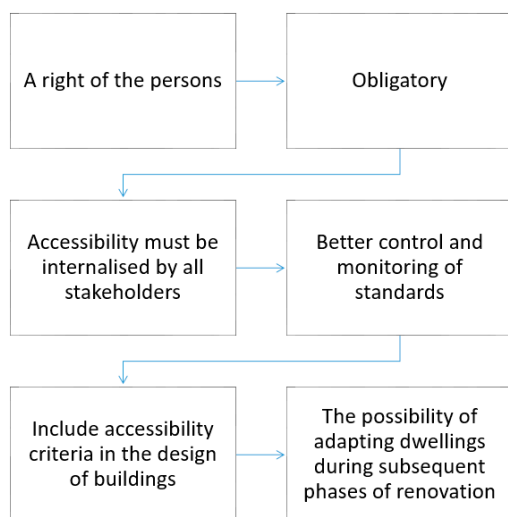 A right of the persons
Obligatory
Accessibility must be
internalised by all
stakeholders
Better control and
monitoring of
standards
Include accessibility
criteria in the design
of buildings
The possibility of
adapting dwellings
during subsequent
phases of renovation